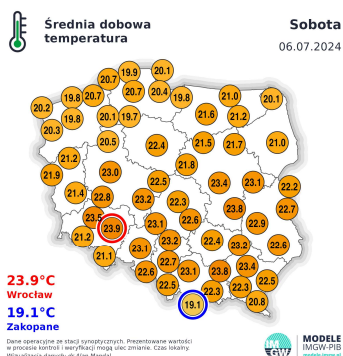 Średnia dobowa
temperatura
Sobota
06.07.2024
19.9 20.1
20.7
20.7 20.4
19.8 20.7 19.8 21.0 20.1
20.2
19.8 20.1 19.7 21.6 21.2
20.3
20.5 22.4 21.5 21.7 21.0
21.2
21.8
21.9 23.0
22.5 23.4 23.1 22.2
21.4 22.8 23.2 22.3
23.8 22.7
23.5 22.6
23.9 23.1 22.9
21.2 23.2 22.4
23.1 23.2 22.6
21.1
22.7
22.6 23.1 23.8 23.4
22.5 22.5
22.3 22.3
19.1 20.8
23.9°C
Wrocław
19.1°C
Zakopane
Dane operacyjne ze stacji synoptycznych. Prezentowane wartości
w procesie kontroli i weryfikacji mogą ulec zmianie. Czas lokalny.
IM
GW
MODELE
IMGW-PIB